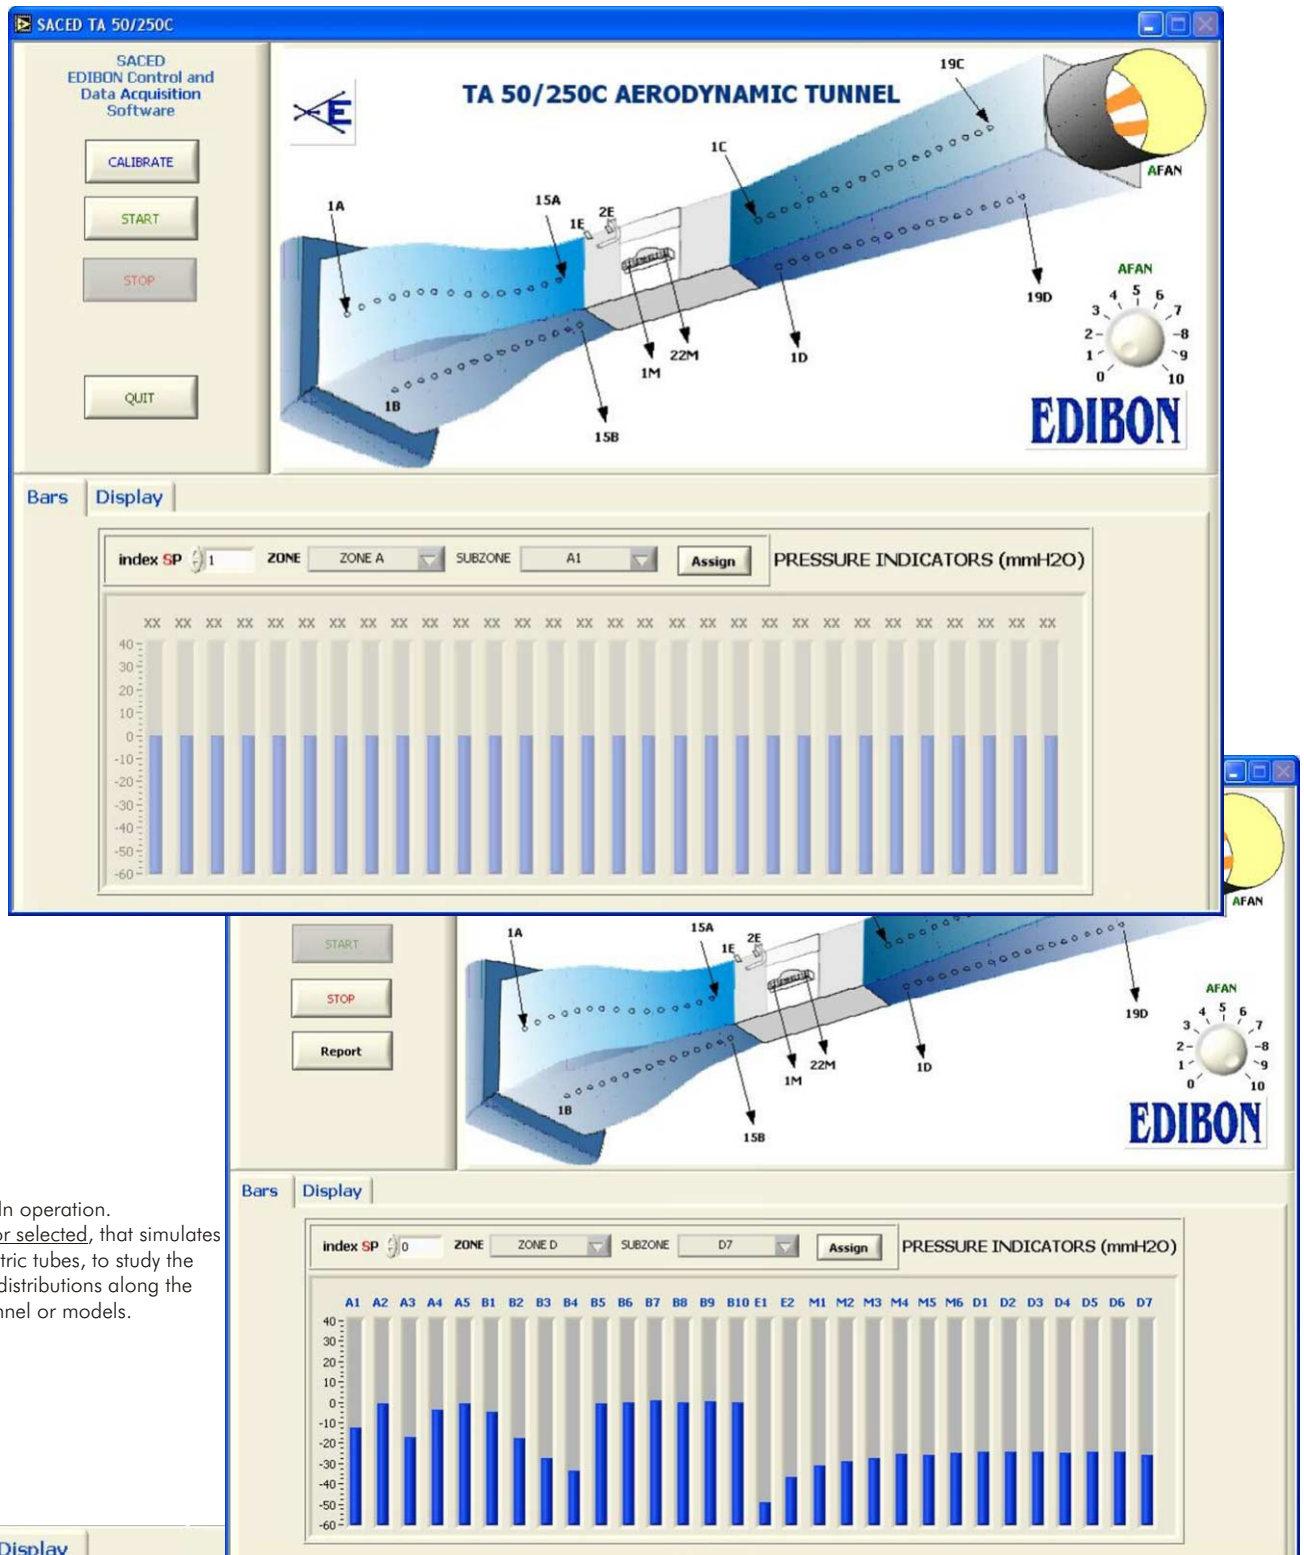 SACED TA 50/250C
SACED
EDIBON Control and
Data Acquisition
Software
CALIBRATE
START
STOP
QUIT
E
TA 50/250C AERODYNAMIC TUNNEL
19C
1C
AFAN
1A
15A
1E
2E
19D
1D
22M
1M
1B
15B
AFAN
0 1 2 3 4 5 6 7 8 9 10
EDIBON
Bars
Display
index SP 1 ZONE ZONE A SUBZONE A1 Assign PRESSURE INDICATORS (mmH2O)
XX XX XX XX XX XX XX XX XX XX XX XX XX XX XX XX XX XX XX XX XX XX XX XX XX XX XX XX XX XX
40
30
20
10
0
-10
-20
-30
-40
-50
-60
AFAN
START
STOP
Report
1A
15A
1E
2E
19D
1D
22M
1M
1B
15B
AFAN
0 1 2 3 4 5 6 7 8 9 10
EDIBON
Bars
Display
index SP 0 ZONE ZONE D SUBZONE D7 Assign PRESSURE INDICATORS (mmH2O)
A1 A2 A3 A4 A5 B1 B2 B3 B4 B5 B6 B7 B8 B9 B10 E1 E2 M1 M2 M3 M4 M5 M6 D1 D2 D3 D4 D5 D6 D7
40
30
20
10
0
-10
-20
-30
-40
-50
-60
In operation.
or selected, that simulates
tric tubes, to study the
distributions along the
nnel or models.
Display